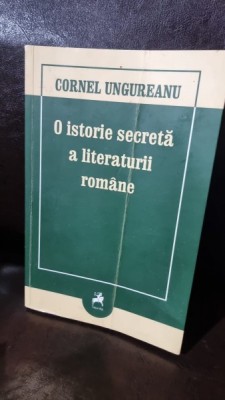 CORNEL UNGUREANU
O istorie secretă
a literaturii
române